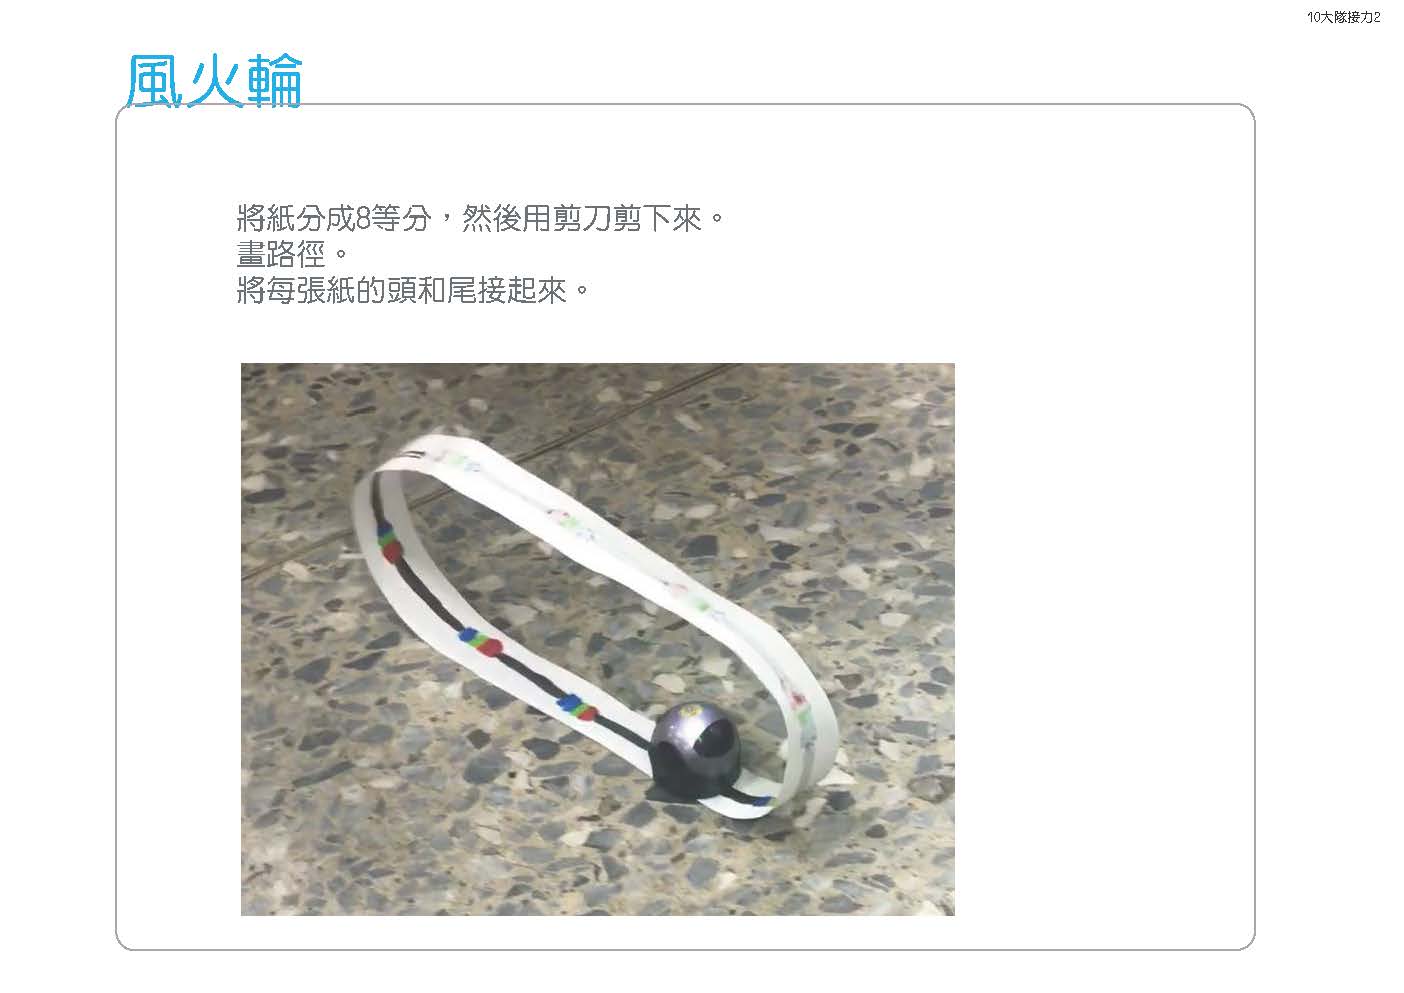 10大隊接力2
風火輪
將紙分成8等分，然後用剪刀剪下來。
畫路徑。
將每張紙的頭和尾接起來。